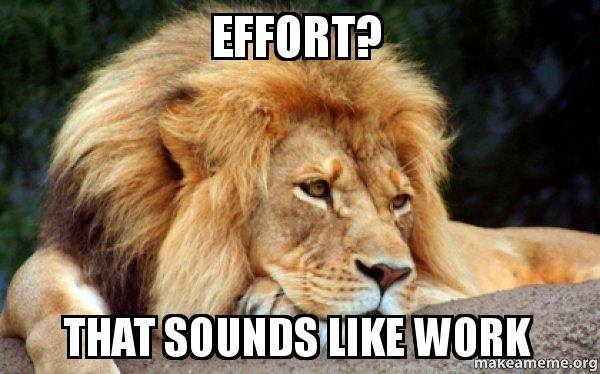 EFFORT?
THAT SOUNDS LIKE WORK
makeameme.org